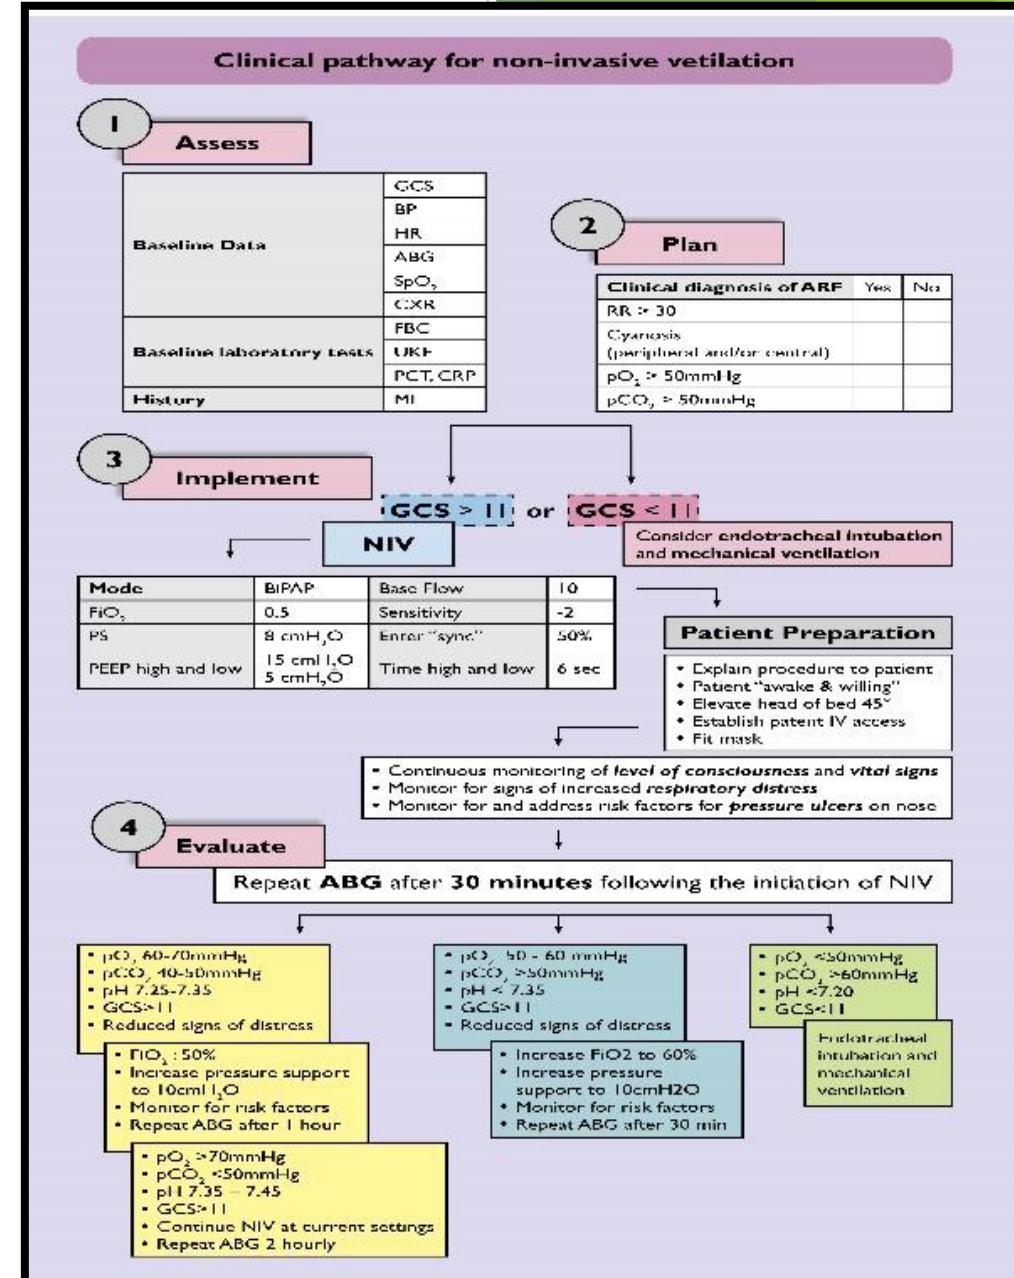 Clinical pathway for non-invasive vetilation
1
Assess
Baseline Data
GCS
BP
HR
ABG
SpO2
CXR
Baseline laboratory tests
FBC
UKE
PCT, CRP
History
MI
2
Plan
Clinical diagnosis of ARF Yes No
RR > 30
Cyanosis
(peripheral and/or central)
pO2 > 50mmHg
pCO2 > 50mmHg
3
Implement
GCS > 11 or GCS < 11
NIV
Consider endotracheal intubation
and mechanical ventilation
Mode BiPAP Base Flow 10
FiO2 0.5 Sensitivity -2
PS 8 cmH2O Enter "sync" 50%
PEEP high and low 15 cmH2O
5 cmH2O Time high and low 6 sec
Patient Preparation
• Explain procedure to patient
• Patient "awake & willing"
• Elevate head of bed 45°
• Establish patent IV access
• Fit mask
• Continuous monitoring of level of consciousness and vital signs
• Monitor for signs of increased respiratory distress
• Monitor for and address risk factors for pressure ulcers on nose
4
Evaluate
Repeat ABG after 30 minutes following the initiation of NIV
• pO2 60-70mmHg
• pCO2 40-50mmHg
• pH 7.25-7.35
• GCS>11
• Reduced signs of distress
• FiO2 : 50%
• Increase pressure support
to 10cmH2O
• Monitor for risk factors
• Repeat ABG after 1 hour
• pO2 >70mmHg
• pCO2 <50mmHg
• pH 7.35 – 7.45
• GCS>11
• Continue NIV at current settings
• Repeat ABG 2 hourly
• pO2 50 - 60 mmHg
• pCO2 >50mmHg
• pH < 7.35
• GCS>11
• Reduced signs of distress
• Increase FiO2 to 60%
• Increase pressure
support to 10cmH2O
• Monitor for risk factors
• Repeat ABG after 30 min
• pO2 <50mmHg
• pCO2 >60mmHg
• pH <7.20
• GCS<11
Endotracheal
intubation and
mechanical
ventilation